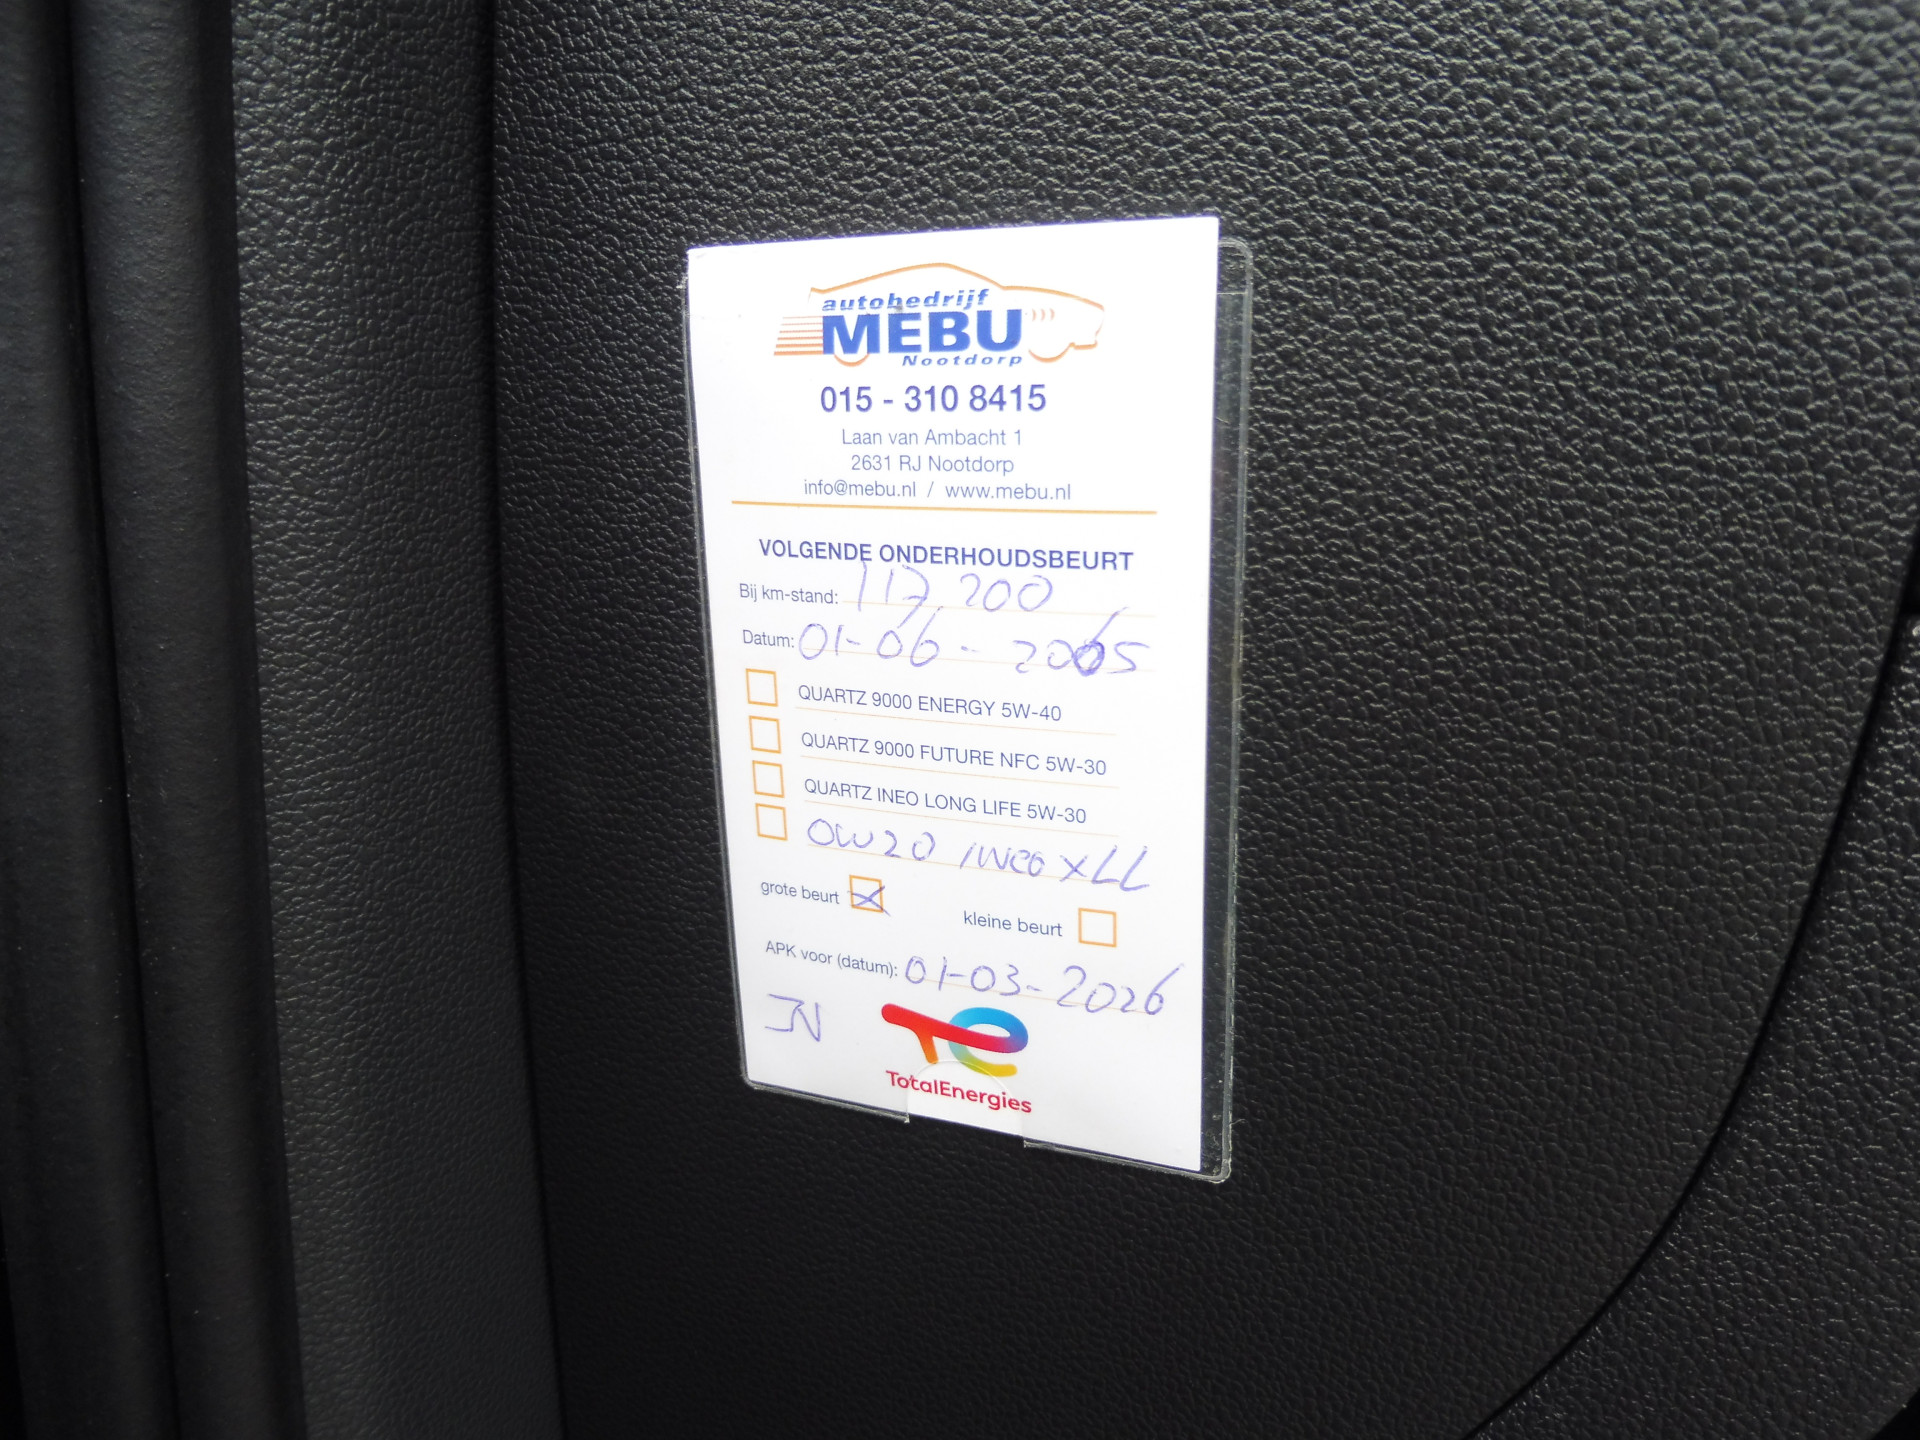 autobedrijf
MEBU
Nootdorp
015 - 310 8415
Laan van Ambacht 1
2631 RJ Nootdorp
info@mebu.nl / www.mebu.nl
VOLGENDE ONDERHOUDSBEURT
Bij km-stand: 117.200
Datum: 01-06-
QUARTZ 9000 ENERGY 5W-40
QUARTZ 9000 FUTURE NFC 5W-30
QUARTZ INEO LONG LIFE 5W-30
0W20 INEO XLL
grote beurt kleine beurt
APK voor (datum): 01-03-2026
JN
TotalEnergies